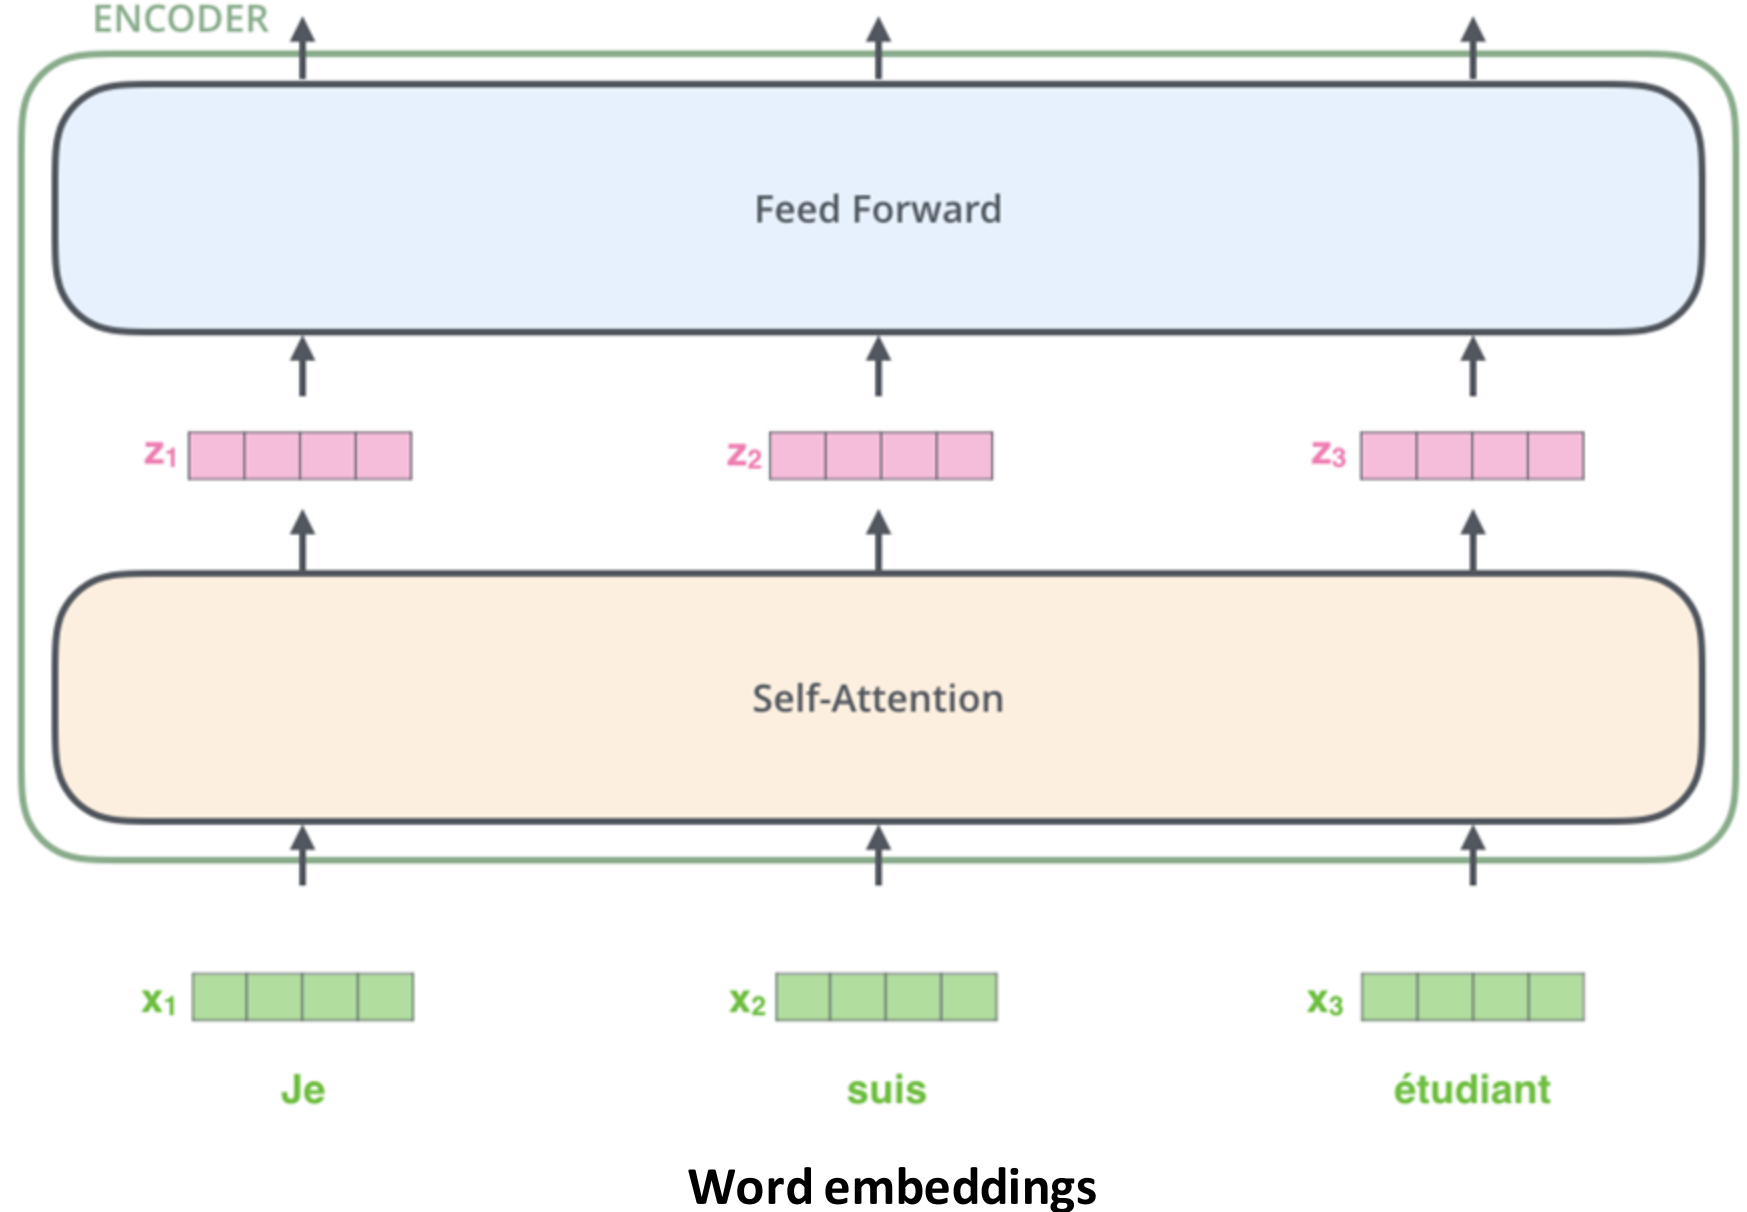 ENCODER
Feed Forward
z1 z2 z3
Self-Attention
x1 x2 x3
Je suis étudiant
Word embeddings